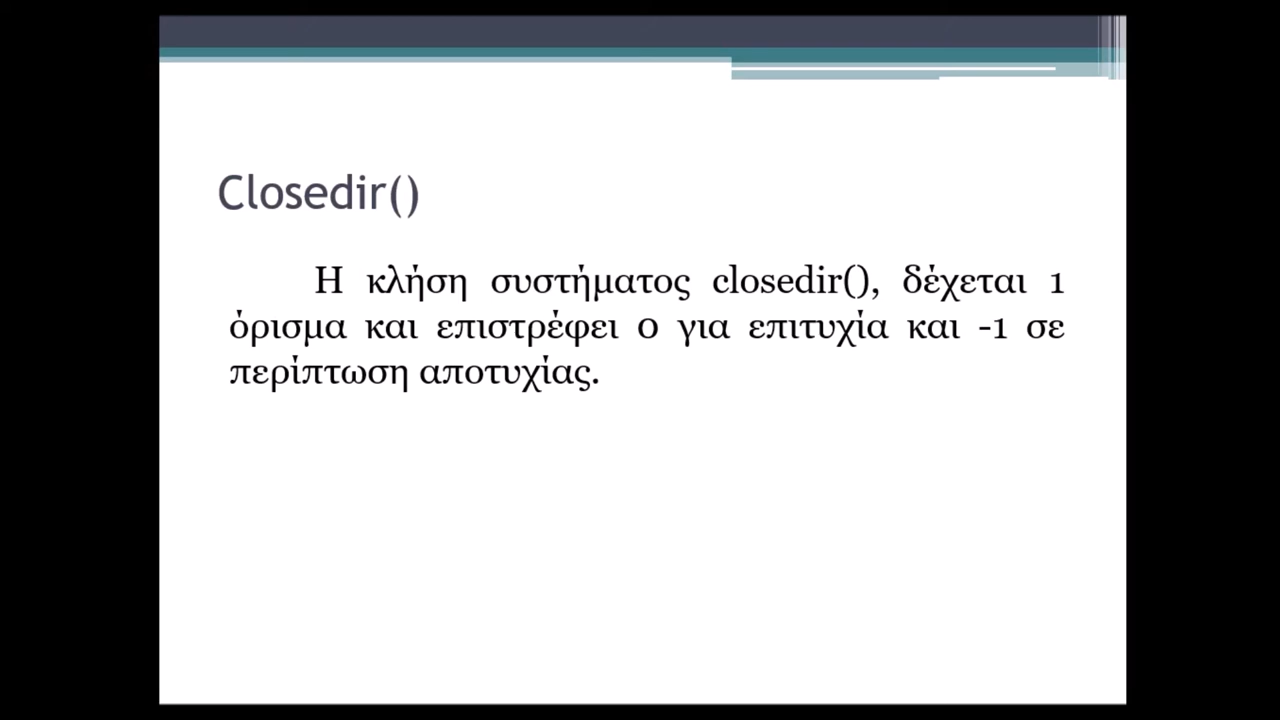 Closedir()
Η κλήση συστήματος closedir(), δέχεται 1
όρισμα και επιστρέφει 0 για επιτυχία και -1 σε
περίπτωση αποτυχίας.